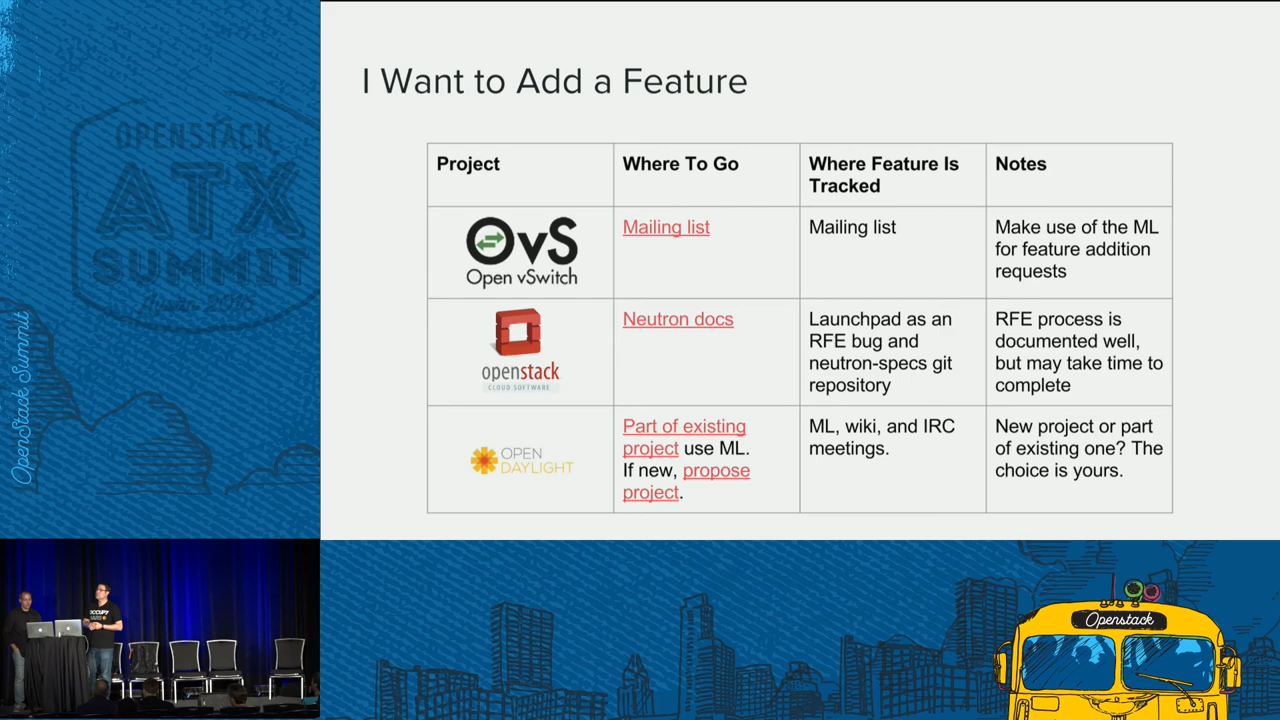 I Want to Add a Feature
Project
Where To Go
Where Feature Is
Tracked
Notes
OvS
Open vSwitch
Mailing list
Mailing list
Make use of the ML
for feature addition
requests
openstack
CLOUD SOFTWARE
Neutron docs
Launchpad as an
RFE bug and
neutron-specs git
repository
RFE process is
documented well,
but may take time to
complete
OPEN
DAYLIGHT
Part of existing
project use ML.
If new, propose
project.
ML, wiki, and IRC
meetings.
New project or part
of existing one? The
choice is yours.
OPENSTACK
ATX
SUMMIT
Austin 2016
OpenStack Summit
OCCUPY
Openstack